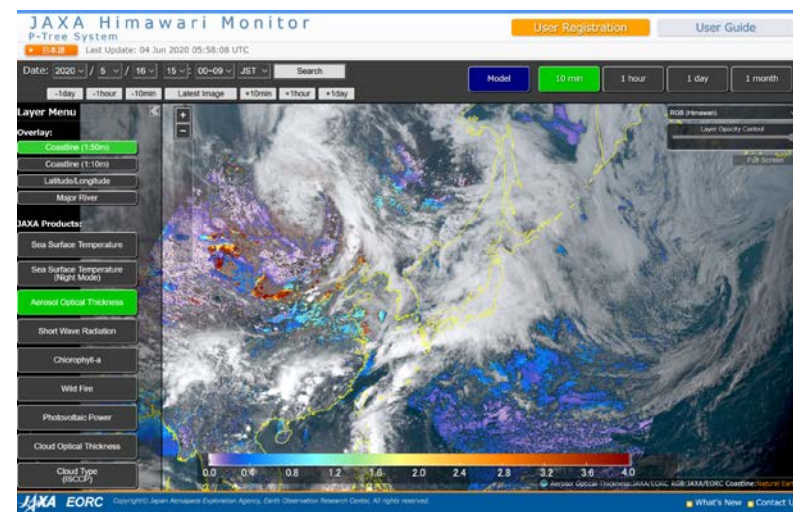 JAXA Himawari Monitor
P-Tree System
User Registration
User Guide
日本語
Last Update: 04 Jun 2020 05:58:08 UTC
Date: 2020 / 5 / 16 15 : 00-09 JST Search
-1day -1hour -10min Latest Image +10min +1hour +1day
Model 10 min 1 hour 1 day 1 month
Layer Menu
Overlay:
Coastline (1:50m)
Coastline (1:10m)
Latitude/Longitude
Major River
JAXA Products:
Sea Surface Temperature
Sea Surface Temperature
(Night Mode)
Aerosol Optical Thickness
Short Wave Radiation
Chlorophyll-a
Wild Fire
Photovoltaic Power
Cloud Optical Thickness
Cloud Type
(ISCCP)
+
−
RGB (Himawari)
Layer Opacity Control
Full Screen
0.0 0.4 0.8 1.2 1.6 2.0 2.4 2.8 3.2 3.6 4.0
Aerosol Optical Thickness:JAXA/EORC RGB:JAXA/EORC Coastline:Natural Eart
JAXA EORC
Copyright© Japan Aerospace Exploration Agency, Earth Observation Research Center, All rights reserved.
What's New
Contact U